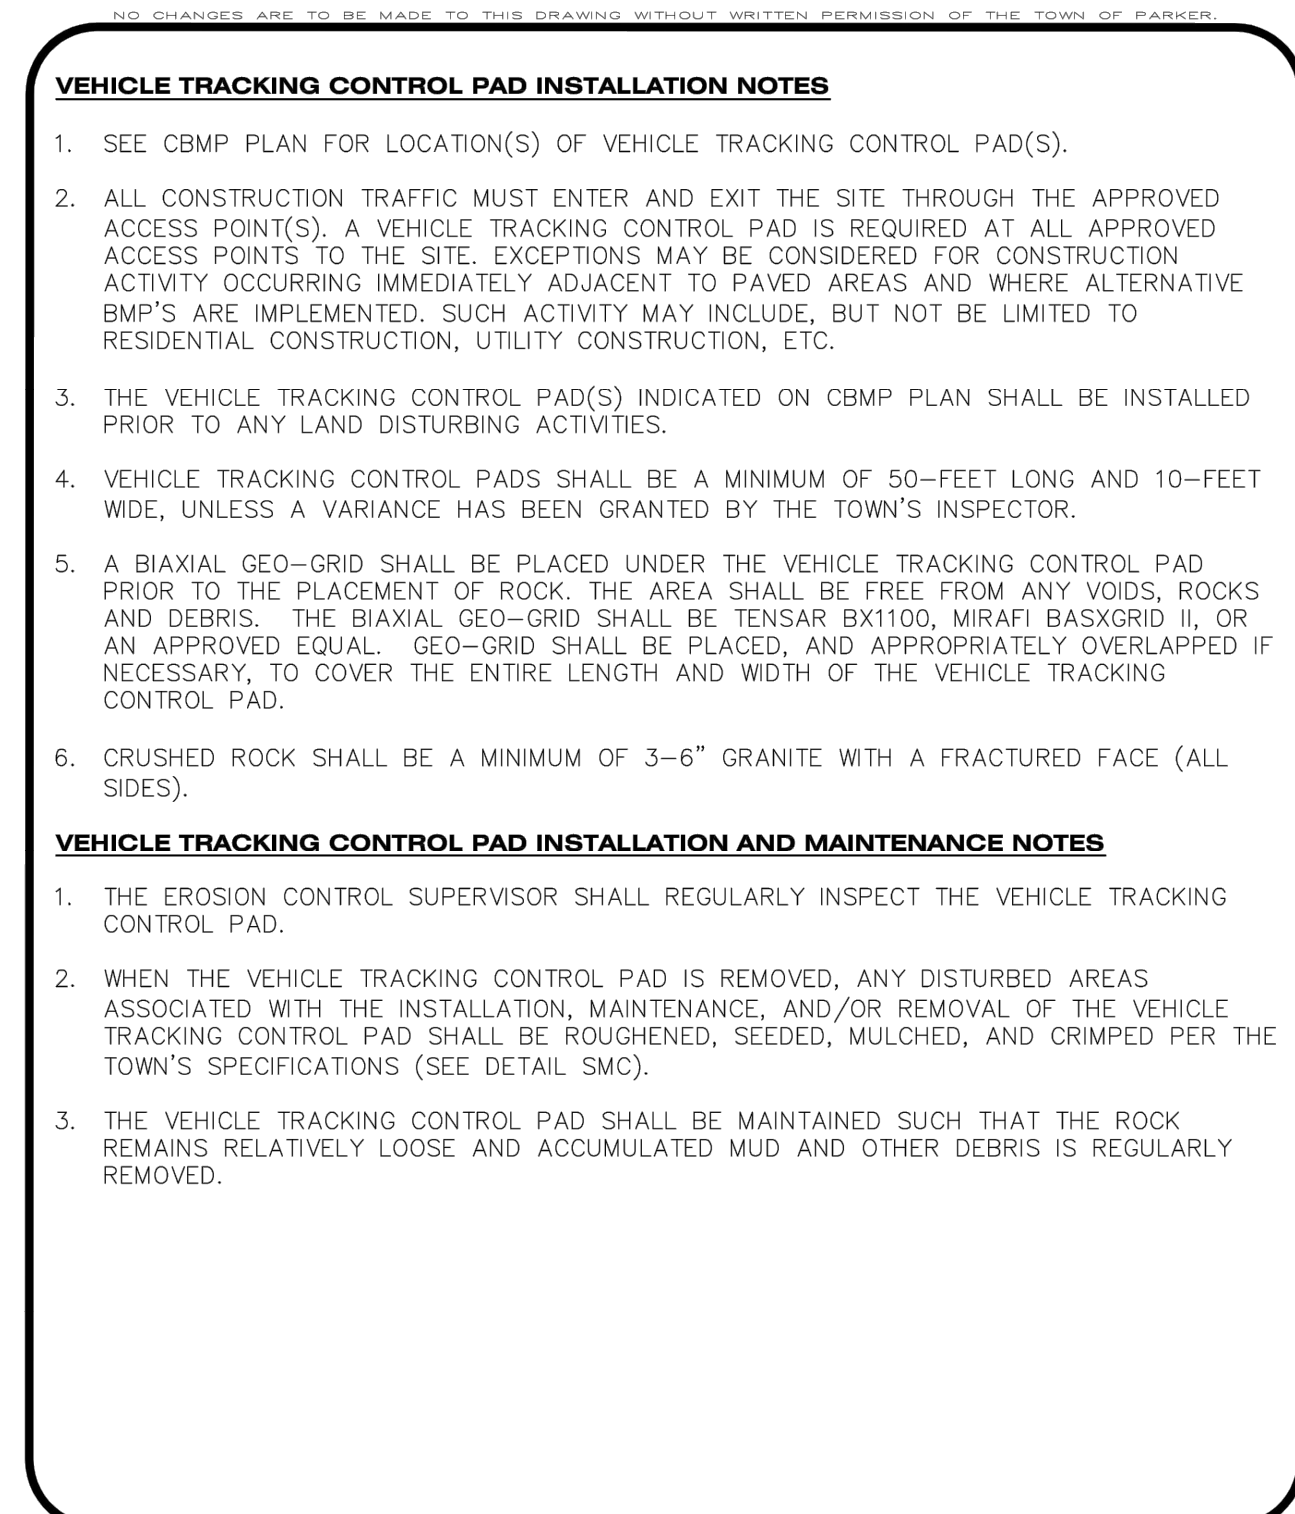 NO CHANGES ARE TO BE MADE TO THIS DRAWING WITHOUT WRITTEN PERMISSION OF THE TOWN OF PARKER.
VEHICLE TRACKING CONTROL PAD INSTALLATION NOTES
1. SEE CBMP PLAN FOR LOCATION(S) OF VEHICLE TRACKING CONTROL PAD(S).
2. ALL CONSTRUCTION TRAFFIC MUST ENTER AND EXIT THE SITE THROUGH THE APPROVED
ACCESS POINT(S). A VEHICLE TRACKING CONTROL PAD IS REQUIRED AT ALL APPROVED
ACCESS POINTS TO THE SITE. EXCEPTIONS MAY BE CONSIDERED FOR CONSTRUCTION
ACTIVITY OCCURRING IMMEDIATELY ADJACENT TO PAVED AREAS AND WHERE ALTERNATIVE
BMP'S ARE IMPLEMENTED. SUCH ACTIVITY MAY INCLUDE, BUT NOT BE LIMITED TO
RESIDENTIAL CONSTRUCTION, UTILITY CONSTRUCTION, ETC.
3. THE VEHICLE TRACKING CONTROL PAD(S) INDICATED ON CBMP PLAN SHALL BE INSTALLED
PRIOR TO ANY LAND DISTURBING ACTIVITIES.
4. VEHICLE TRACKING CONTROL PADS SHALL BE A MINIMUM OF 50-FEET LONG AND 10-FEET
WIDE, UNLESS A VARIANCE HAS BEEN GRANTED BY THE TOWN'S INSPECTOR.
5. A BIAXIAL GEO-GRID SHALL BE PLACED UNDER THE VEHICLE TRACKING CONTROL PAD
PRIOR TO THE PLACEMENT OF ROCK. THE AREA SHALL BE FREE FROM ANY VOIDS, ROCKS
AND DEBRIS. THE BIAXIAL GEO-GRID SHALL BE TENSAR BX1100, MIRAFI BASXGRID II, OR
AN APPROVED EQUAL. GEO-GRID SHALL BE PLACED, AND APPROPRIATELY OVERLAPPED IF
NECESSARY, TO COVER THE ENTIRE LENGTH AND WIDTH OF THE VEHICLE TRACKING
CONTROL PAD.
6. CRUSHED ROCK SHALL BE A MINIMUM OF 3-6" GRANITE WITH A FRACTURED FACE (ALL
SIDES).
VEHICLE TRACKING CONTROL PAD INSTALLATION AND MAINTENANCE NOTES
1. THE EROSION CONTROL SUPERVISOR SHALL REGULARLY INSPECT THE VEHICLE TRACKING
CONTROL PAD.
2. WHEN THE VEHICLE TRACKING CONTROL PAD IS REMOVED, ANY DISTURBED AREAS
ASSOCIATED WITH THE INSTALLATION, MAINTENANCE, AND/OR REMOVAL OF THE VEHICLE
TRACKING CONTROL PAD SHALL BE ROUGHENED, SEEDED, MULCHED, AND CRIMPED PER THE
TOWN'S SPECIFICATIONS (SEE DETAIL SMC).
3. THE VEHICLE TRACKING CONTROL PAD SHALL BE MAINTAINED SUCH THAT THE ROCK
REMAINS RELATIVELY LOOSE AND ACCUMULATED MUD AND OTHER DEBRIS IS REGULARLY
REMOVED.